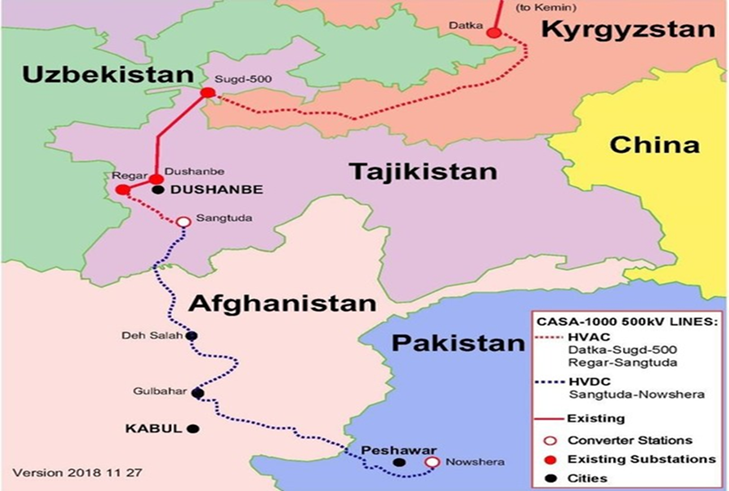 (to Kemin)
Datka
Kyrgyzstan
Uzbekistan
Sugd-500
China
Regar
Dushanbe
DUSHANBE
Tajikistan
Sangtuda
Afghanistan
Deh Salah
Pakistan
Gulbahar
KABUL
Peshawar
Nowshera
CASA-1000 500kV LINES:
HVAC
Datka-Sugd-500
Regar-Sangtuda
HVDC
Sangtuda-Nowshera
Existing
Converter Stations
Existing Substations
Cities
Version 2018 11 27